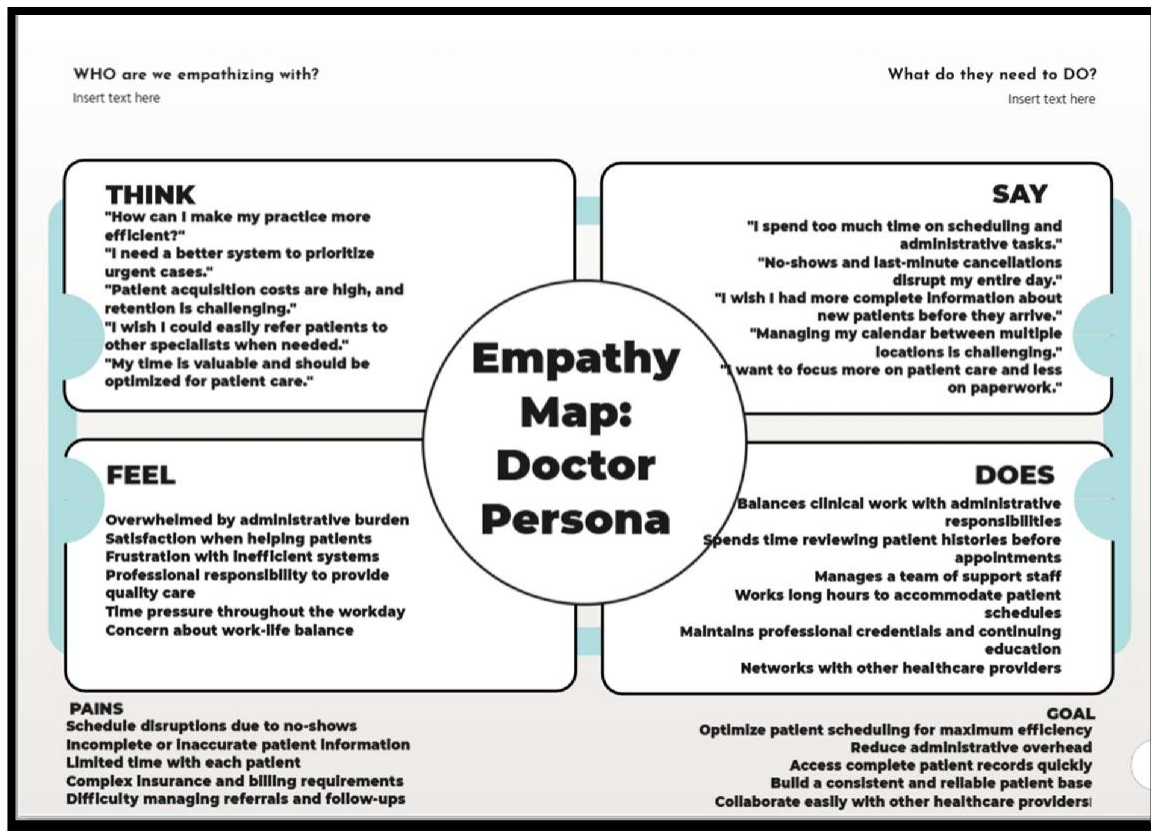 WHO are we empathizing with?
Insert text here
What do they need to DO?
Insert text here
THINK
"How can I make my practice more
efficient?"
"I need a better system to prioritize
urgent cases."
"Patient acquisition costs are high, and
retention is challenging."
"I wish I could easily refer patients to
other specialists when needed."
"My time is valuable and should be
optimized for patient care."
SAY
"I spend too much time on scheduling and
administrative tasks."
"No-shows and last-minute cancellations
disrupt my entire day."
"I wish I had more complete information about
new patients before they arrive."
"Managing my calendar between multiple
locations is challenging."
"I want to focus more on patient care and less
on paperwork."
Empathy
Map:
Doctor
Persona
FEEL
Overwhelmed by administrative burden
Satisfaction when helping patients
Frustration with inefficient systems
Professional responsibility to provide
quality care
Time pressure throughout the workday
Concern about work-life balance
DOES
Balances clinical work with administrative
responsibilities
Spends time reviewing patient histories before
appointments
Manages a team of support staff
Works long hours to accommodate patient
schedules
Maintains professional credentials and continuing
education
Networks with other healthcare providers
PAINS
Schedule disruptions due to no-shows
Incomplete or inaccurate patient information
Limited time with each patient
Complex insurance and billing requirements
Difficulty managing referrals and follow-ups
GOAL
Optimize patient scheduling for maximum efficiency
Reduce administrative overhead
Access complete patient records quickly
Build a consistent and reliable patient base
Collaborate easily with other healthcare providers